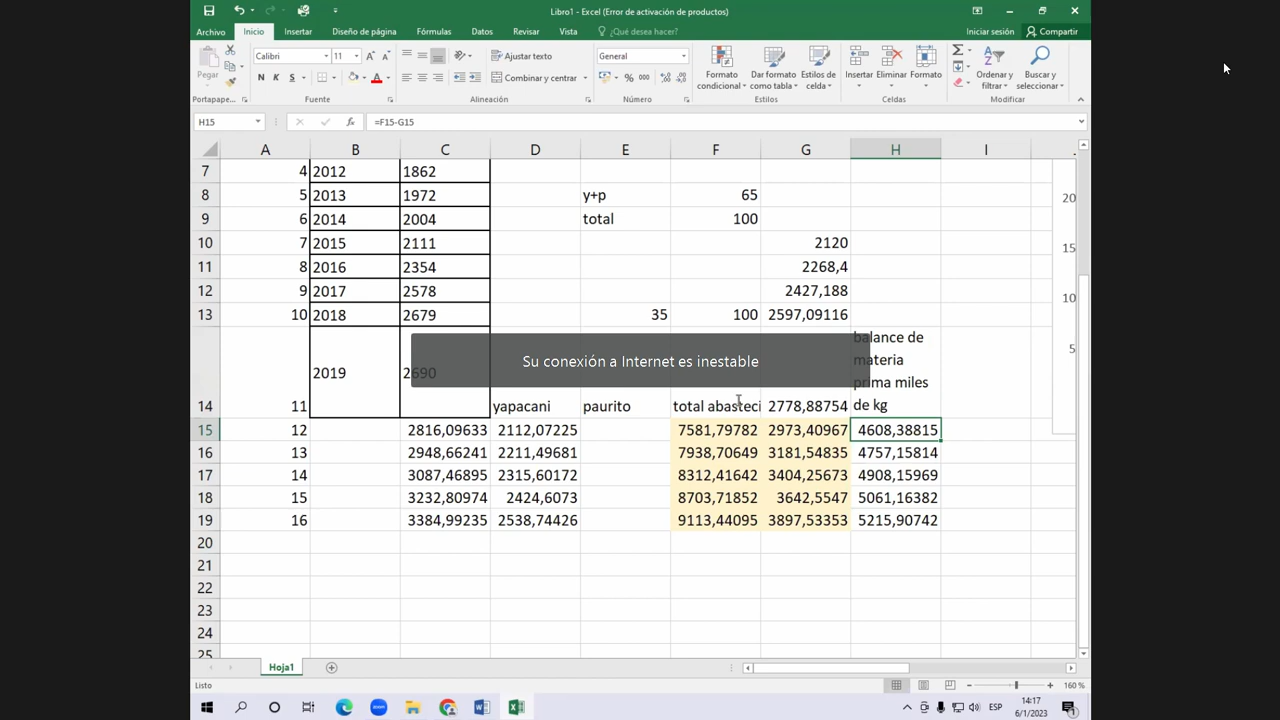 Libro1 - Excel (Error de activación de productos)
Archivo Inicio Insertar Diseño de página Fórmulas Datos Revisar Vista ¿Qué desea hacer? Iniciar sesión Compartir
Pegar
Calibri 11
N K S
Ajustar texto
Combinar y centrar
General
% 000
Formato condicional
Dar formato como tabla
Estilos de celda
Insertar Eliminar Formato
Ordenar y filtrar
Buscar y seleccionar
Portapape... Fuente Alineación Número Estilos Celdas Modificar
H15 fx =F15-G15
A B C D E F G H I
7 4 2012 1862
8 5 2013 1972 y+p 65 20
9 6 2014 2004 total 100
10 7 2015 2111 2120 15
11 8 2016 2354 2268,4
12 9 2017 2578 2427,188 10
13 10 2018 2679 35 100 2597,09116
balance de
materia
prima miles
de kg
5
Su conexión a Internet es inestable
2019 2690
14 11 yapacani paurito total abasteci 2778,88754
15 12 2816,09633 2112,07225 7581,79782 2973,40967 4608,38815
16 13 2948,66241 2211,49681 7938,70649 3181,54835 4757,15814
17 14 3087,46895 2315,60172 8312,41642 3404,25673 4908,15969
18 15 3232,80974 2424,6073 8703,71852 3642,5547 5061,16382
19 16 3384,99235 2538,74426 9113,44095 3897,53353 5215,90742
20
21
22
23
24
25
Hoja1
Listo 160 %
ESP 14:17
6/1/2023